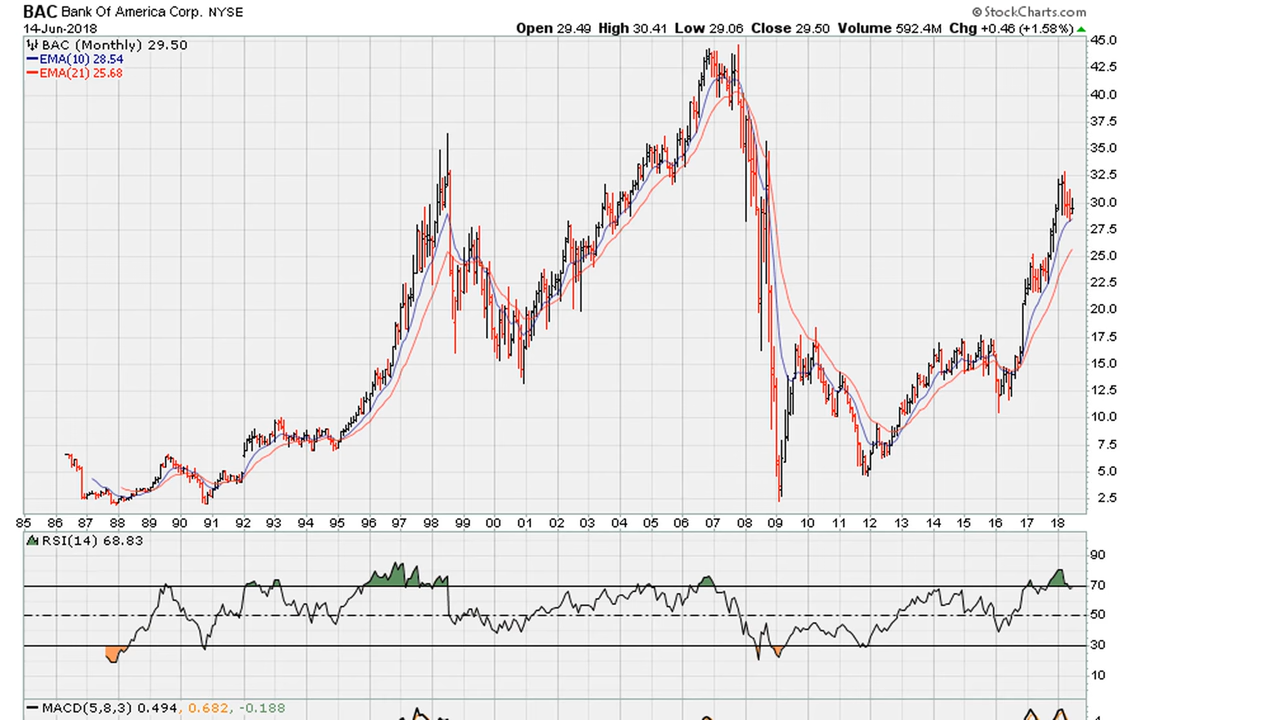 BAC Bank Of America Corp. NYSE © StockCharts.com
14-Jun-2018 Open 29.49 High 30.41 Low 29.06 Close 29.50 Volume 592.4M Chg +0.46 (+1.58%)
BAC (Monthly) 29.50
EMA(10) 28.54
EMA(21) 25.68
45.0
42.5
40.0
37.5
35.0
32.5
30.0
27.5
25.0
22.5
20.0
17.5
15.0
12.5
10.0
7.5
5.0
2.5
85 86 87 88 89 90 91 92 93 94 95 96 97 98 99 00 01 02 03 04 05 06 07 08 09 10 11 12 13 14 15 16 17 18
RSI(14) 68.83
90
70
50
30
10
MACD(5,8,3) 0.494, 0.682, -0.188